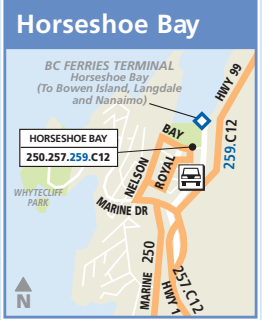 Horseshoe Bay
BC FERRIES TERMINAL
Horseshoe Bay
(To Bowen Island, Langdale
and Nanaimo)
HWY 99
BAY
HORSESHOE BAY
250.257.259.C12
259.C12
NELSON
ROYAL
WHYTECLIFF
PARK
MARINE DR
MARINE
250
257.C12
HWY 1
N